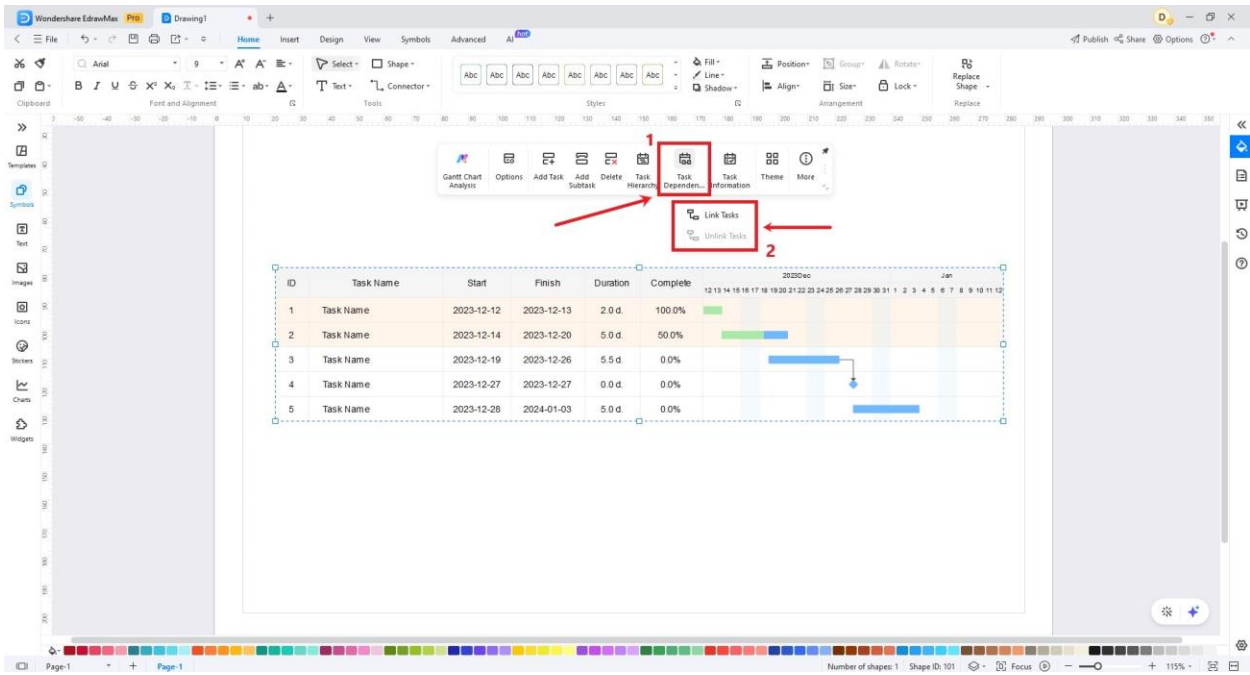 Wondershare EdrawMax Pro Drawing1
File Home Insert Design View Symbols Advanced AI hot Publish Share Options
Arial 9 Select Shape Fill Position Group Rotate
Abc Abc Abc Abc Abc Abc Abc Abc Line Replace
B I U Text Connector Shadow Align Size Lock Shape
Clipboard Font and Alignment Tools Styles Arrangement Replace
Templates
Symbols
Text
Images
Icons
Stickers
Charts
Widgets
1
Gantt Chart Analysis
Options
Add Task
Add Subtask
Delete
Task Hierarchy
Task Dependen...
Task Information
Theme
More
Link Tasks
Unlink Tasks
2
ID Task Name Start Finish Duration Complete 2023Dec Jan
12 13 14 15 16 17 18 19 20 21 22 23 24 25 26 27 28 29 30 31 1 2 3 4 5 6 7 8 9 10 11 12
1 Task Name 2023-12-12 2023-12-13 2.0 d. 100.0%
2 Task Name 2023-12-14 2023-12-20 5.0 d. 50.0%
3 Task Name 2023-12-19 2023-12-26 5.5 d. 0.0%
4 Task Name 2023-12-27 2023-12-27 0.0 d. 0.0%
5 Task Name 2023-12-28 2024-01-03 5.0 d. 0.0%
Page-1 Page-1 Number of shapes: 1 Shape ID: 101 Focus 115%